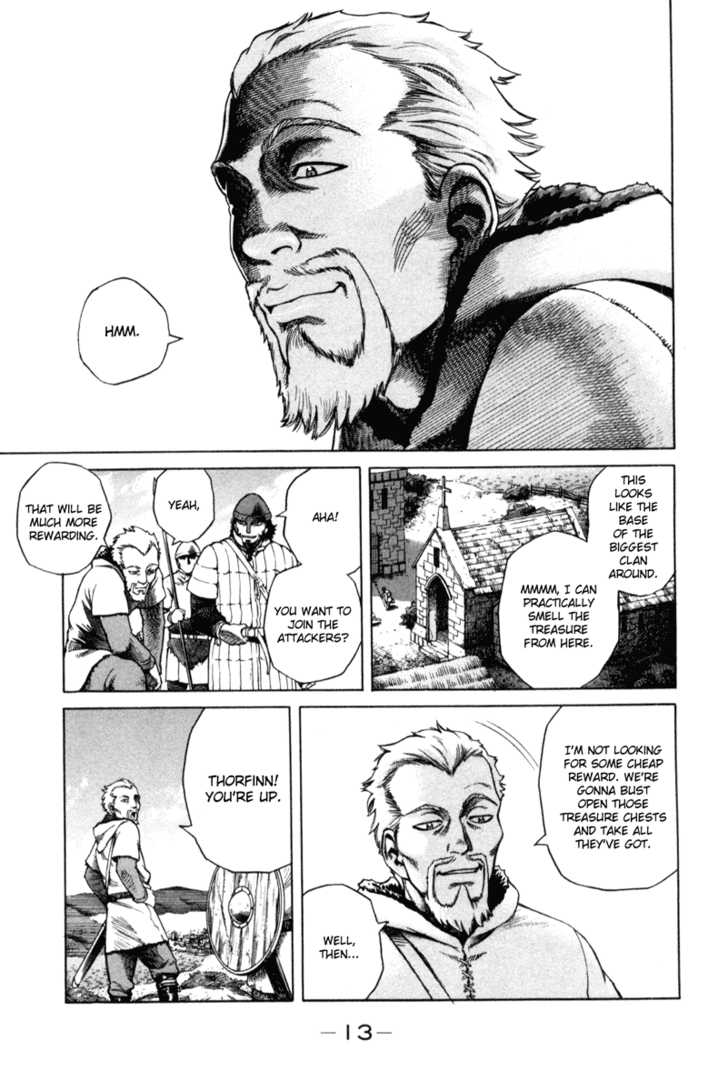 HMM.
THIS
LOOKS
LIKE THE
BASE
OF THE
BIGGEST
CLAN
AROUND.
MMMM, I CAN
PRACTICALLY
SMELL THE
TREASURE
FROM HERE.
AHA!
YOU WANT TO
JOIN THE
ATTACKERS?
YEAH,
THAT WILL BE
MUCH MORE
REWARDING.
I'M NOT LOOKING
FOR SOME CHEAP
REWARD. WE'RE
GONNA BUST
OPEN THOSE
TREASURE CHESTS
AND TAKE ALL
THEY'VE GOT.
WELL,
THEN...
THORFINN!
YOU'RE UP.
— 13 —